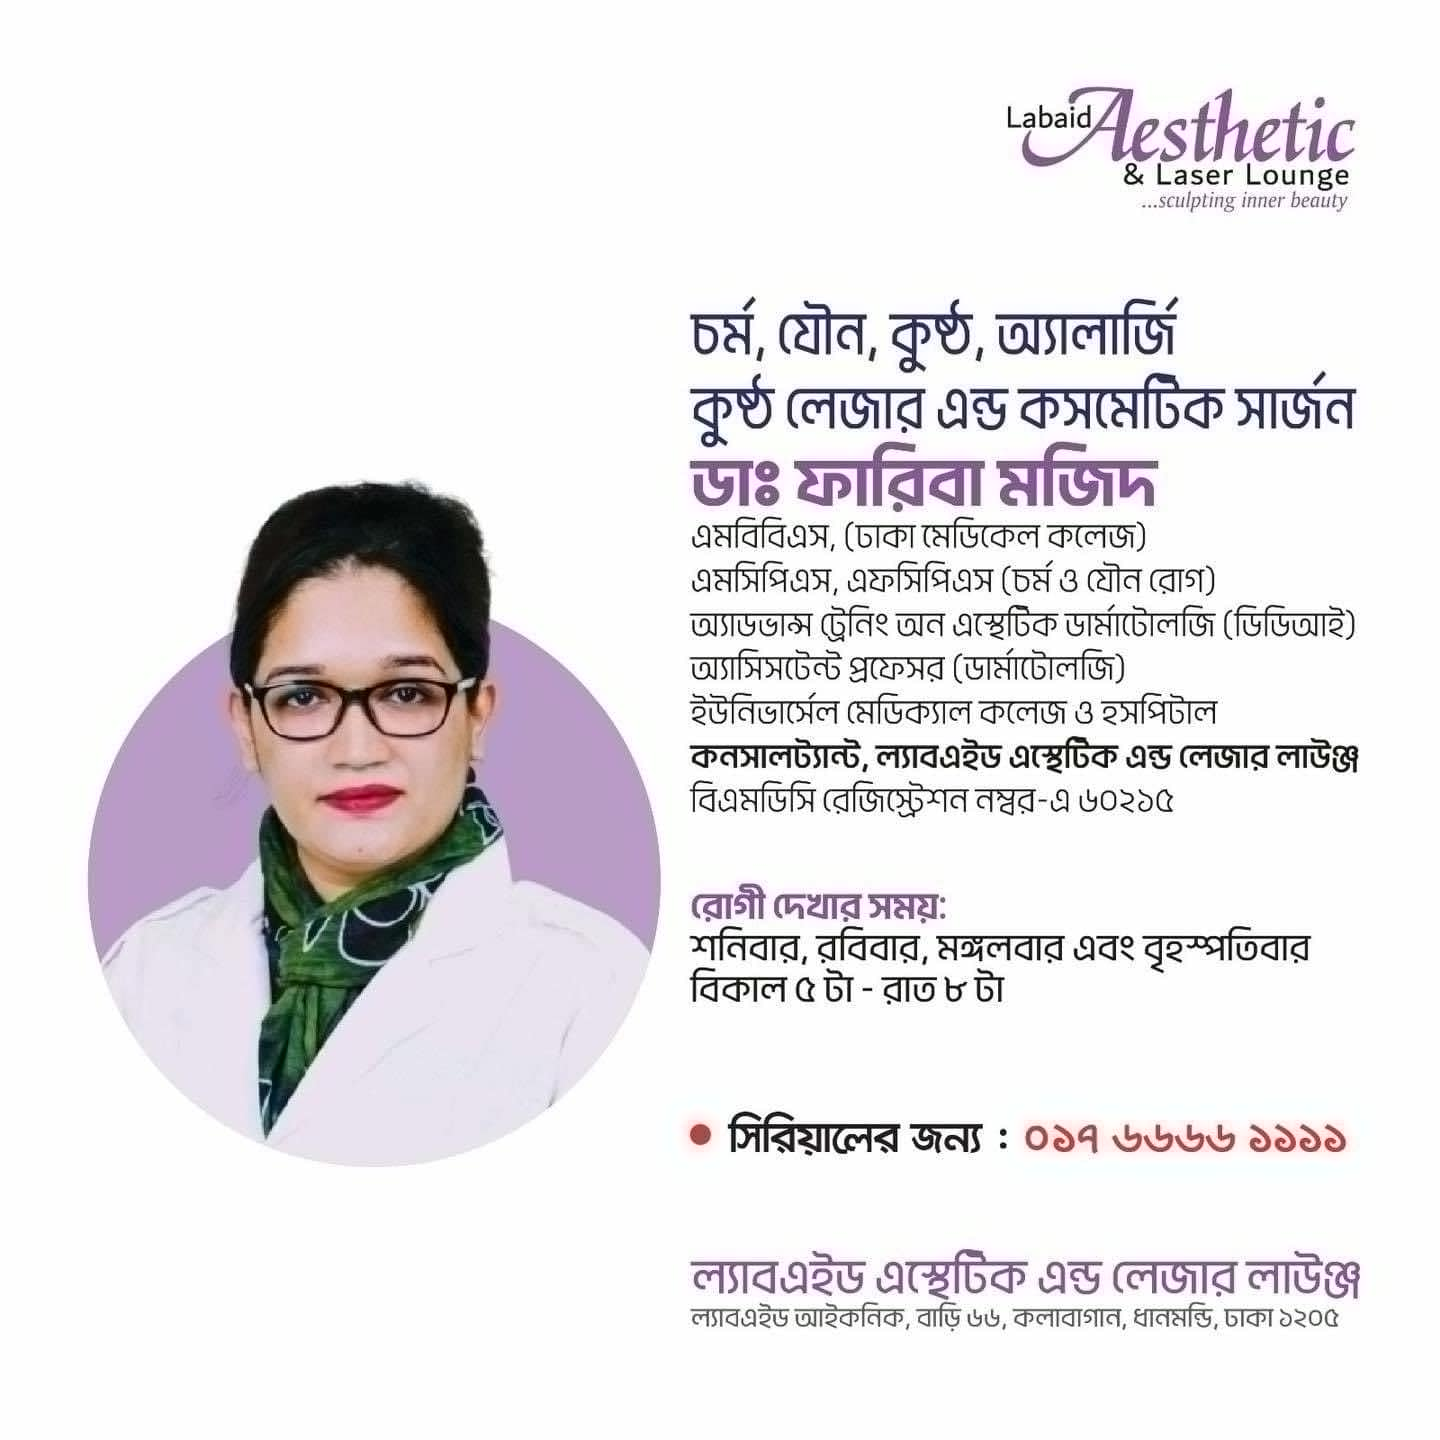 Labaid Aesthetic
& Laser Lounge
...sculpting inner beauty
চর্ম, যৌন, কুষ্ঠ, অ্যালার্জি
কুষ্ঠ লেজার এন্ড কসমেটিক সার্জন
ডাঃ ফারিবা মজিদ
এমবিবিএস, (ঢাকা মেডিকেল কলেজ)
এমসিপিএস, এফসিপিএস (চর্ম ও যৌন রোগ)
অ্যাডভান্স ট্রেনিং অন এস্থেটিক ডার্মাটোলজি (ডিডিআই)
অ্যাসিসটেন্ট প্রফেসর (ডার্মাটোলজি)
ইউনিভার্সেল মেডিক্যাল কলেজ ও হসপিটাল
কনসালট্যান্ট, ল্যাবএইড এস্থেটিক এন্ড লেজার লাউঞ্জ
বিএমডিসি রেজিস্ট্রেশন নম্বর-এ ৬০২১৫
রোগী দেখার সময়:
শনিবার, রবিবার, মঙ্গলবার এবং বৃহস্পতিবার
বিকাল ৫ টা - রাত ৮ টা
• সিরিয়ালের জন্য : ০১৭ ৬৬৬৬ ১১১১
ল্যাবএইড এস্থেটিক এন্ড লেজার লাউঞ্জ
ল্যাবএইড আইকনিক, বাড়ি ৬৬, কলাবাগান, ধানমন্ডি, ঢাকা ১২০৫